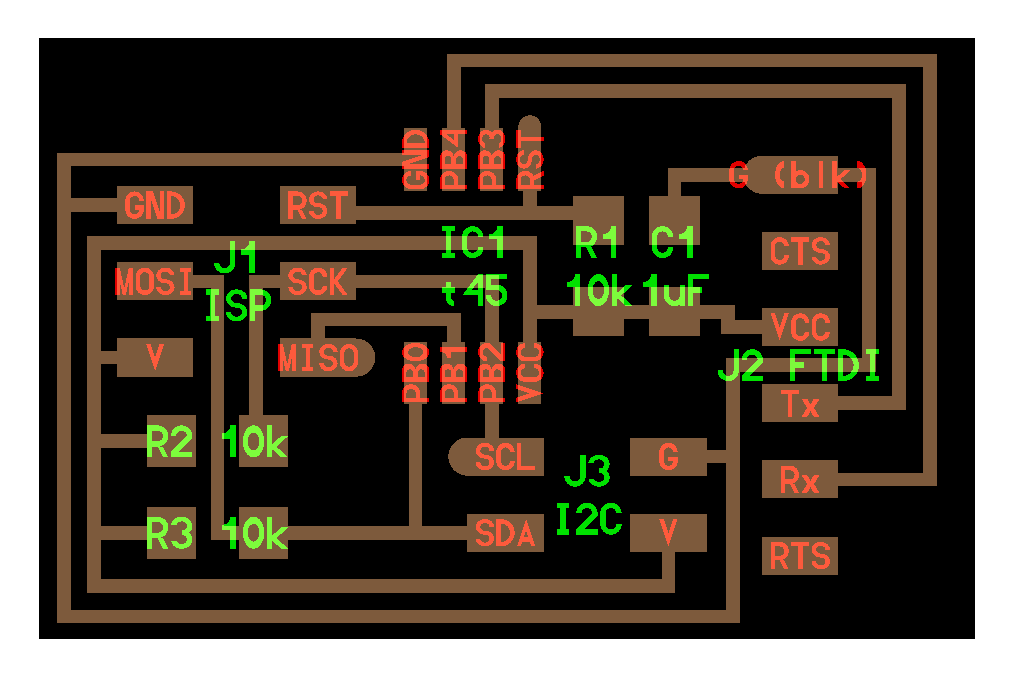 GND PB4 PB3 RST
G (blk)
GND RST
R1 C1
IC1
J1
CTS
MOSI SCK
t45 10k 1uF
ISP
VCC
V MISO
PB0 PB1 PB2 VCC
J2 FTDI
Tx
R2 10k
SCL G
J3
Rx
I2C
R3 10k SDA V
RTS